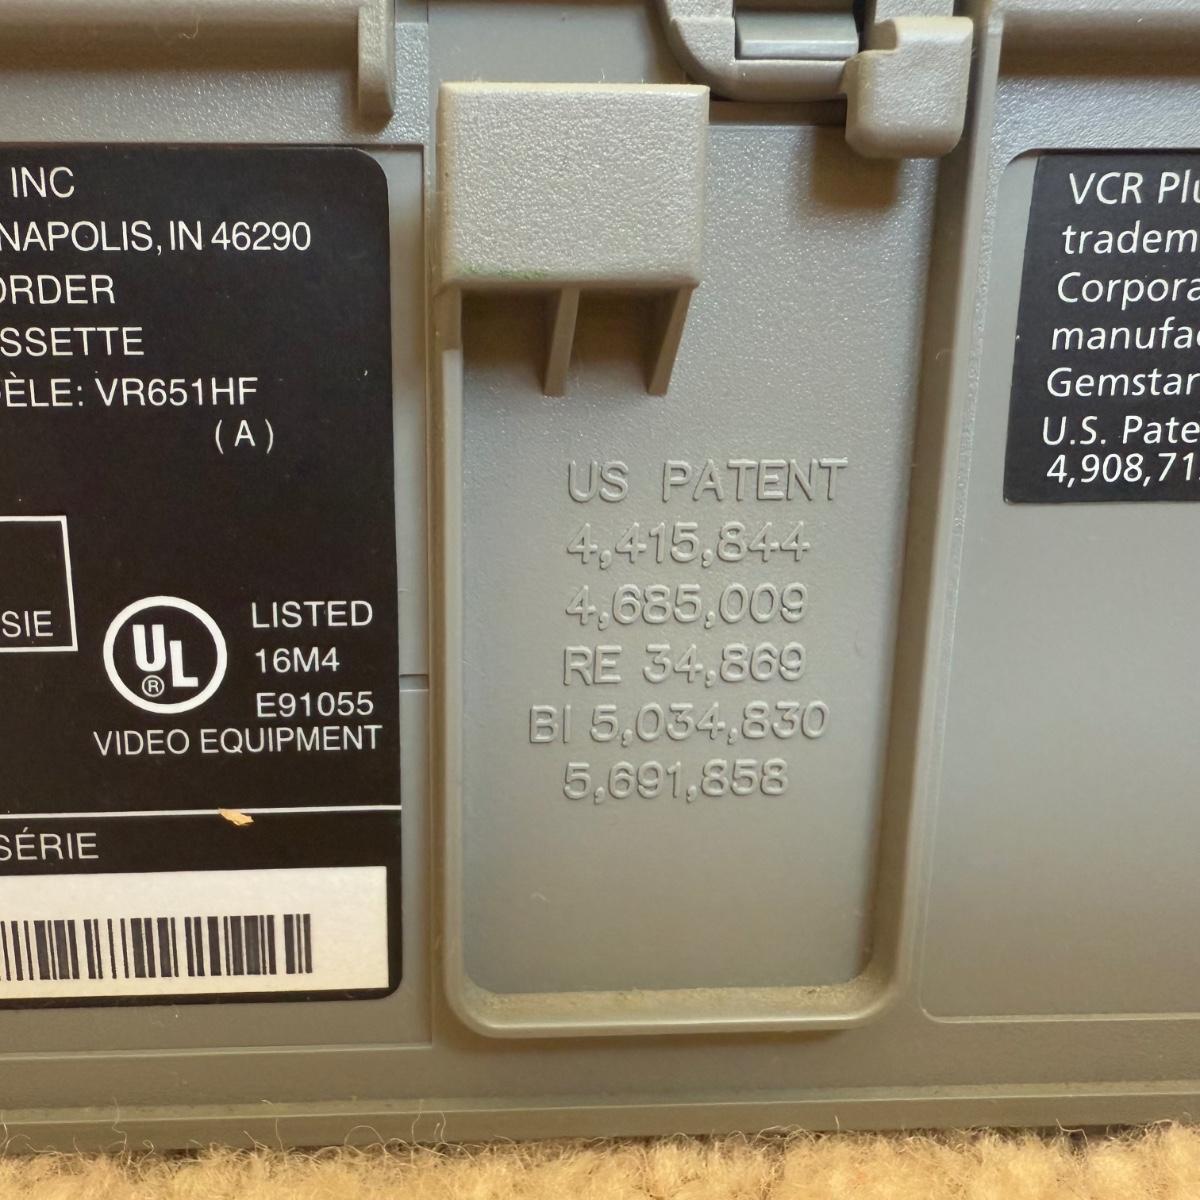 INC
NAPOLIS, IN 46290
ORDER
SSETTE
ÈLE: VR651HF
(A)
SIE
UL
®
LISTED
16M4
E91055
VIDEO EQUIPMENT
SÉRIE
US PATENT
4,415,844
4,685,009
RE 34,869
BI 5,034,830
5,691,858
VCR Plu
tradem
Corpora
manufac
Gemstar
U.S. Pate
4,908,71